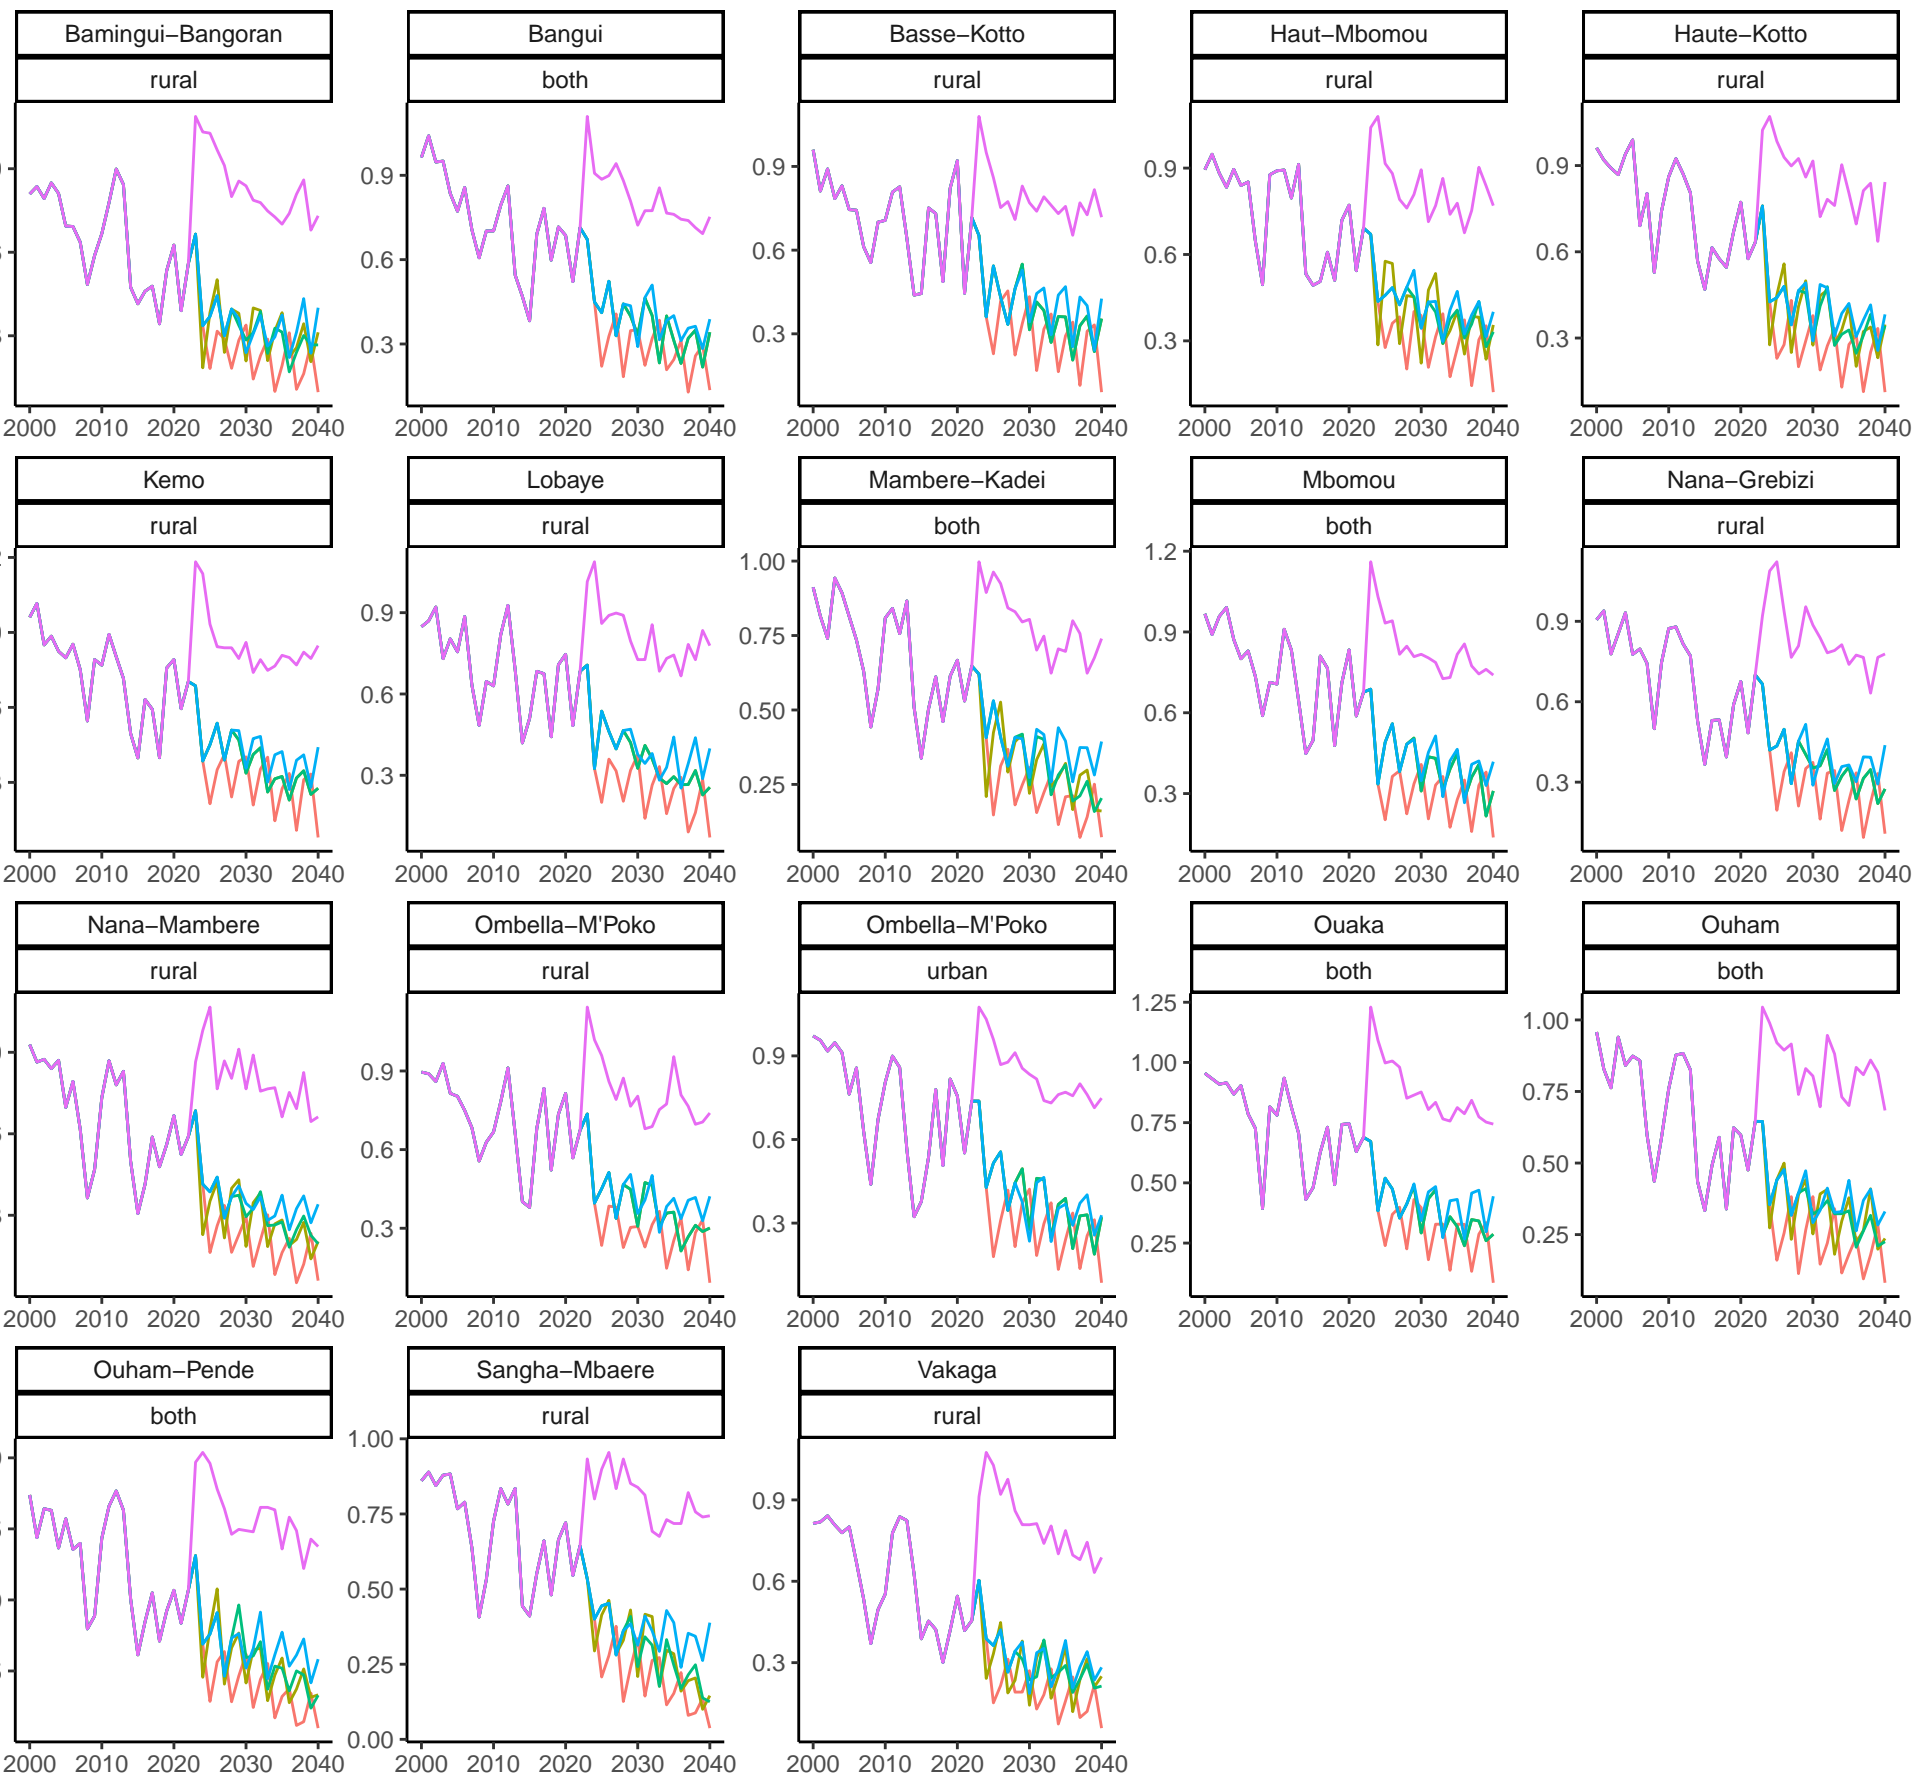 Bamingui−Bangoran
Bangui
Basse−Kotto
Haut−Mbomou
Haute−Kotto
rural
both
rural
rural
rural
0.9
0.6
0.3
0.9
0.6
0.3
0.9
0.6
0.3
0.9
0.6
0.3
2000 2010 2020 2030 2040
2000 2010 2020 2030 2040
2000 2010 2020 2030 2040
2000 2010 2020 2030 2040
2000 2010 2020 2030 2040
Kemo
Lobaye
Mambere−Kadei
Mbomou
Nana−Grebizi
rural
rural
both
both
rural
0.9
0.6
0.3
1.00
0.75
0.50
0.25
1.2
0.9
0.6
0.3
0.9
0.6
0.3
2000 2010 2020 2030 2040
2000 2010 2020 2030 2040
2000 2010 2020 2030 2040
2000 2010 2020 2030 2040
2000 2010 2020 2030 2040
Nana−Mambere
Ombella−M'Poko
Ombella−M'Poko
Ouaka
Ouham
rural
rural
urban
both
both
0.9
0.6
0.3
0.9
0.6
0.3
1.25
1.00
0.75
0.50
0.25
1.00
0.75
0.50
0.25
2000 2010 2020 2030 2040
2000 2010 2020 2030 2040
2000 2010 2020 2030 2040
2000 2010 2020 2030 2040
2000 2010 2020 2030 2040
Ouham−Pende
Sangha−Mbaere
Vakaga
both
rural
rural
1.00
0.75
0.50
0.25
0.00
0.9
0.6
0.3
2000 2010 2020 2030 2040
2000 2010 2020 2030 2040
2000 2010 2020 2030 2040